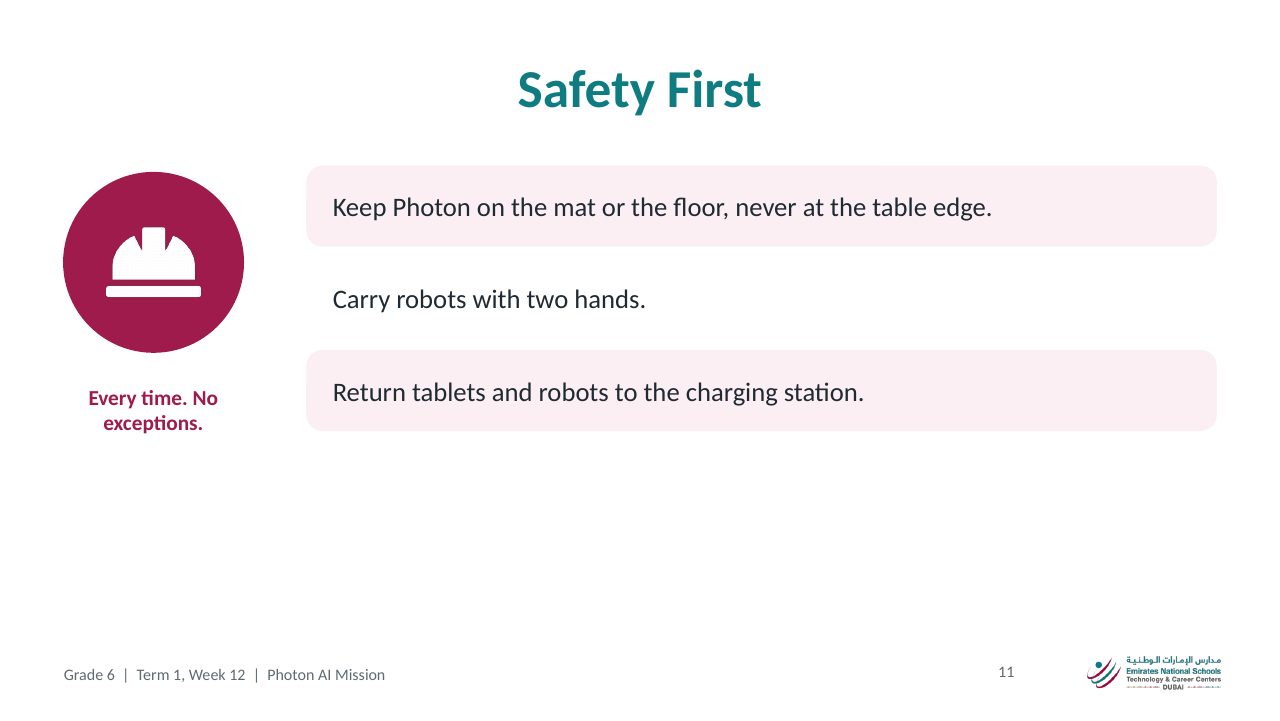 Safety First
Keep Photon on the mat or the floor, never at the table edge.
Carry robots with two hands.
Return tablets and robots to the charging station.
Every time. No
exceptions.
Grade 6 | Term 1, Week 12 | Photon AI Mission
11
مدارس الإمارات الوطنية
Emirates National Schools
Technology & Career Centers
DUBAI